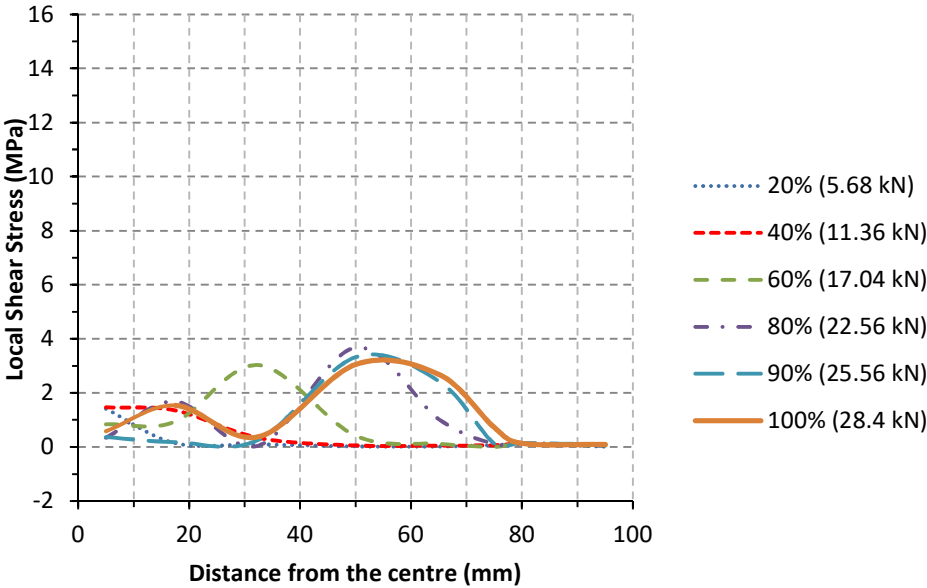 16
14
12
10
8
6
4
2
0
-2
0 20 40 60 80 100
Local Shear Stress (MPa)
Distance from the centre (mm)
20% (5.68 kN)
40% (11.36 kN)
60% (17.04 kN)
80% (22.56 kN)
90% (25.56 kN)
100% (28.4 kN)